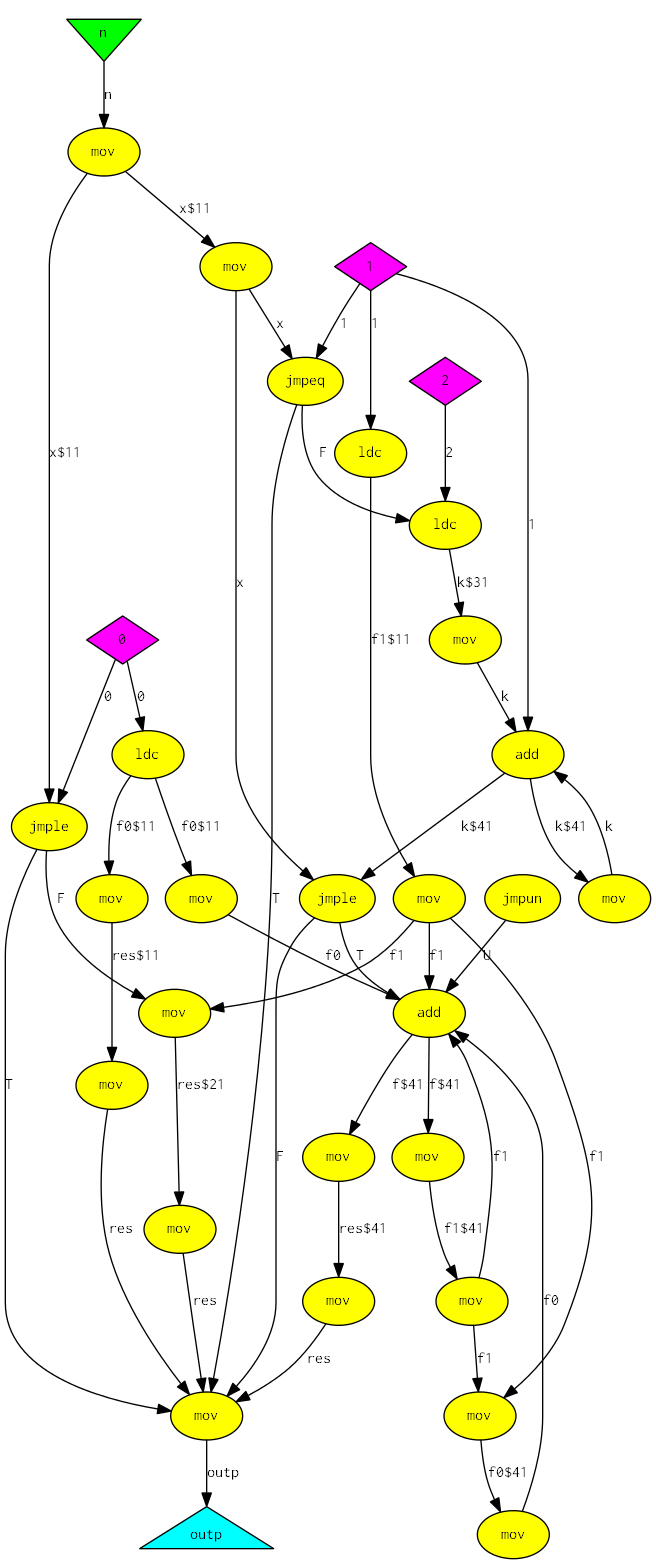 n
n
mov
x$11
mov
1
x
1
1
jmpeq
2
x$11
F
ldc
2
ldc
1
x
k$31
f1$11
0
mov
0
0
k
ldc
add
jmple
f0$11
f0$11
k$41
k$41
k
F
mov
mov
T
jmple
mov
jmpun
mov
res$11
f0
T
f1
f1
U
mov
add
T
mov
res$21
f$41
f$41
mov
mov
F
f1
f1
res
mov
res$41
f1$41
res
mov
mov
f0
res
f1
mov
mov
outp
f0$41
outp
mov